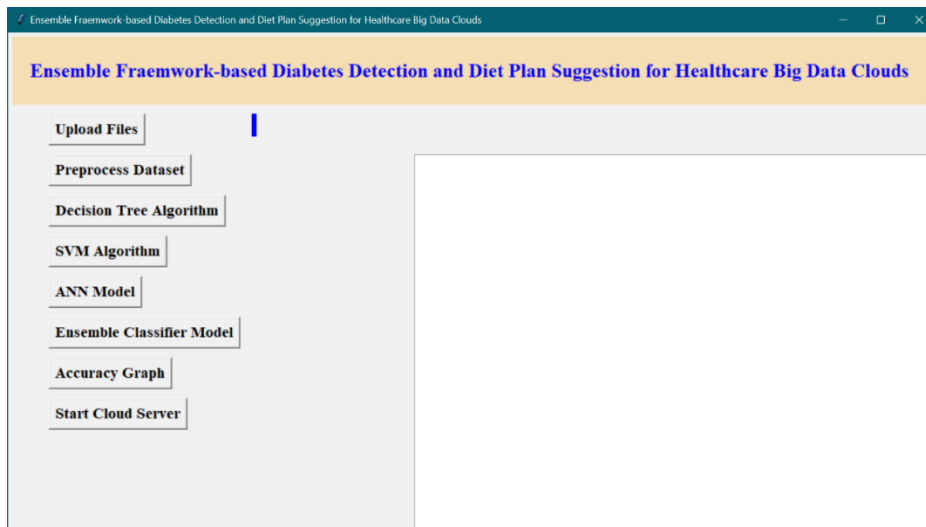 Ensemble Fraemwork-based Diabetes Detection and Diet Plan Suggestion for Healthcare Big Data Clouds
Ensemble Fraemwork-based Diabetes Detection and Diet Plan Suggestion for Healthcare Big Data Clouds
Upload Files
Preprocess Dataset
Decision Tree Algorithm
SVM Algorithm
ANN Model
Ensemble Classifier Model
Accuracy Graph
Start Cloud Server